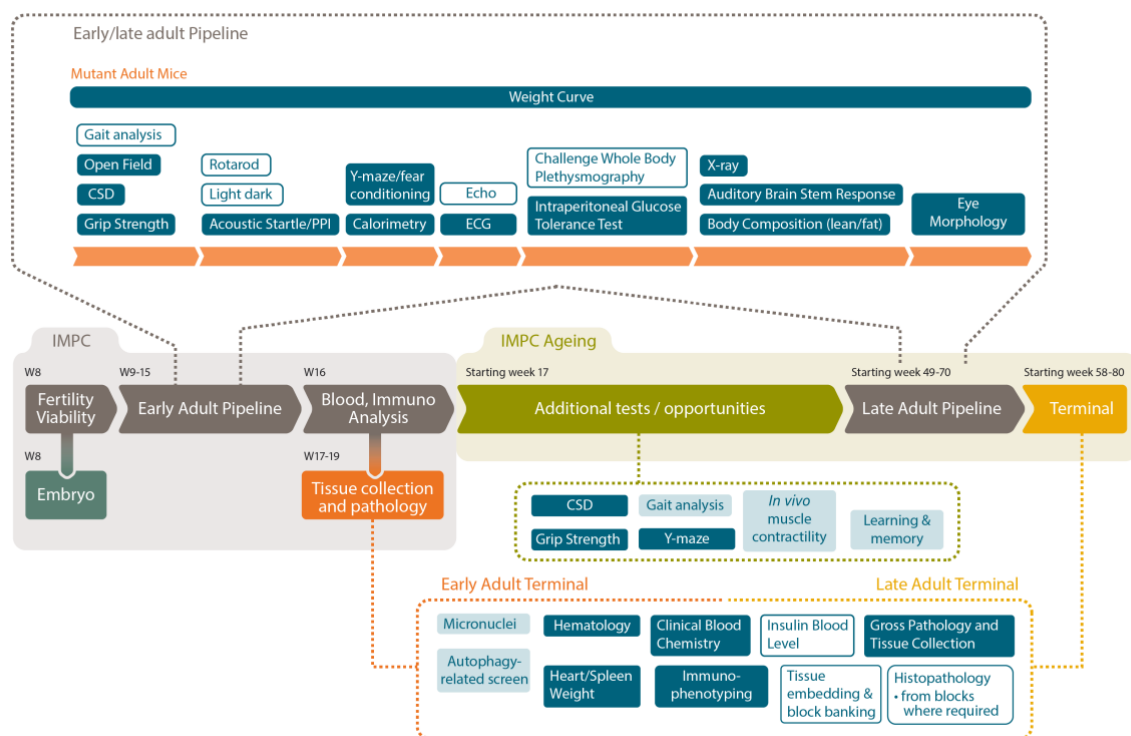 Early/late adult Pipeline
Mutant Adult Mice
Weight Curve
Gait analysis
Open Field
CSD
Grip Strength
Rotarod
Light dark
Acoustic Startle/PPI
Y-maze/fear
conditioning
Calorimetry
Echo
ECG
Challenge Whole Body
Plethysmography
Intraperitoneal Glucose
Tolerance Test
X-ray
Auditory Brain Stem Response
Body Composition (lean/fat)
Eye
Morphology
IMPC
IMPC Ageing
W8
W9-15
W16
Starting week 17
Starting week 49-70
Starting week 58-80
Fertility
Viability
Early Adult Pipeline
Blood, Immuno
Analysis
Additional tests / opportunities
Late Adult Pipeline
Terminal
W8
Embryo
W17-19
Tissue collection
and pathology
CSD
Grip Strength
Gait analysis
Y-maze
In vivo
muscle
contractility
Learning &
memory
Early Adult Terminal
Late Adult Terminal
Micronuclei
Autophagy-
related screen
Hematology
Heart/Spleen
Weight
Clinical Blood
Chemistry
Immuno-
phenotyping
Insulin Blood
Level
Tissue
embedding &
block banking
Gross Pathology and
Tissue Collection
Histopathology
• from blocks
where required